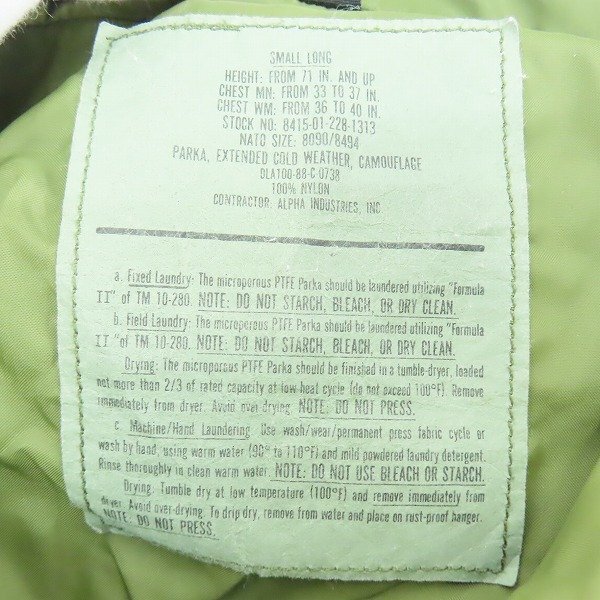 SMALL LONG
HEIGHT: FROM 71 IN. AND UP
CHEST MN: FROM 33 TO 37 IN.
CHEST WM: FROM 36 TO 40 IN.
STOCK NO: 8415-01-228-1313
NATO SIZE: 8090/8494
PARKA, EXTENDED COLD WEATHER, CAMOUFLAGE
DLA100-88-C-0738
100% NYLON
CONTRACTOR, ALPHA INDUSTRIES, INC
a. Fixed Laundry: The microporous PTFE Parka should be laundered utilizing "Formula
II" of TM 10-280. NOTE: DO NOT STARCH, BLEACH, OR DRY CLEAN.
b. Field Laundry: The microporous PTFE Parka should be laundered utilizing "Formula
II" of TM 10-280. NOTE: DO NOT STARCH, BLEACH, OR DRY CLEAN.
Drying: The microporous PTFE Parka should be finished in a tumble-dryer, loaded
not more than 2/3 of rated capacity at low heat cycle (do not exceed 100°F). Remove
immediately from dryer. Avoid over drying. NOTE: DO NOT PRESS.
c. Machine/Hand Laundering: Use wash/wear/permanent press fabric cycle or
wash by hand, using warm water (90° to 110°F) and mild powdered laundry detergent.
Rinse thoroughly in clean warm water. NOTE: DO NOT USE BLEACH OR STARCH.
Drying: Tumble dry at low temperature (100°F) and remove immediately from
dryer. Avoid over-drying. To drip dry, remove from water and place on rust-proof hanger.
NOTE: DO NOT PRESS.